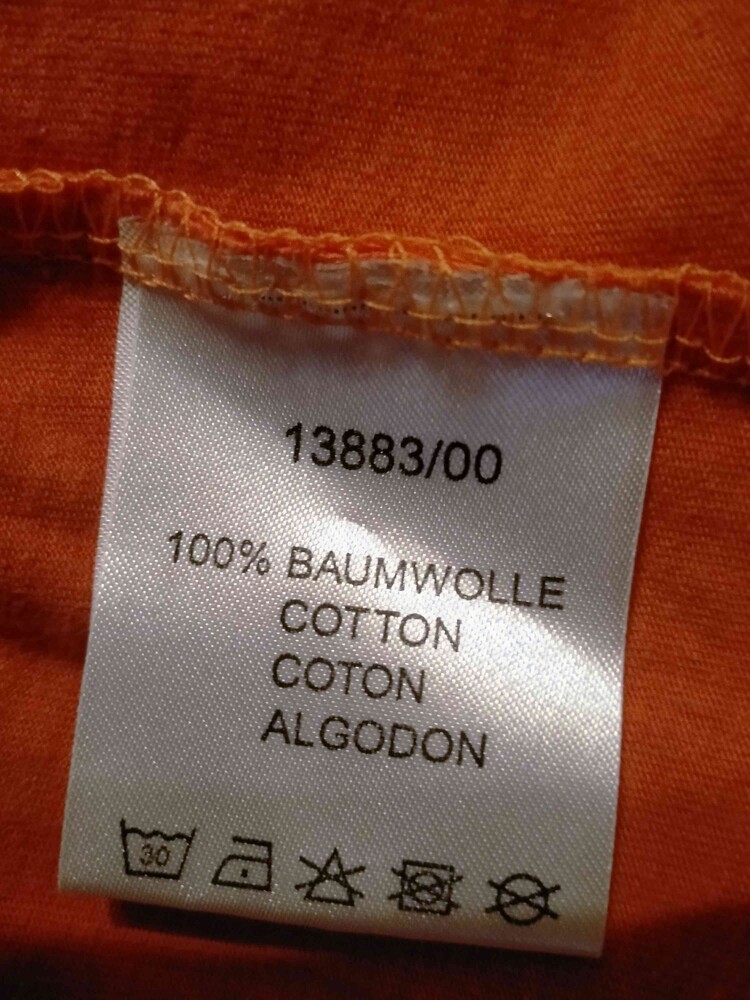 13883/00
100% BAUMWOLLE
COTTON
COTON
ALGODON
30